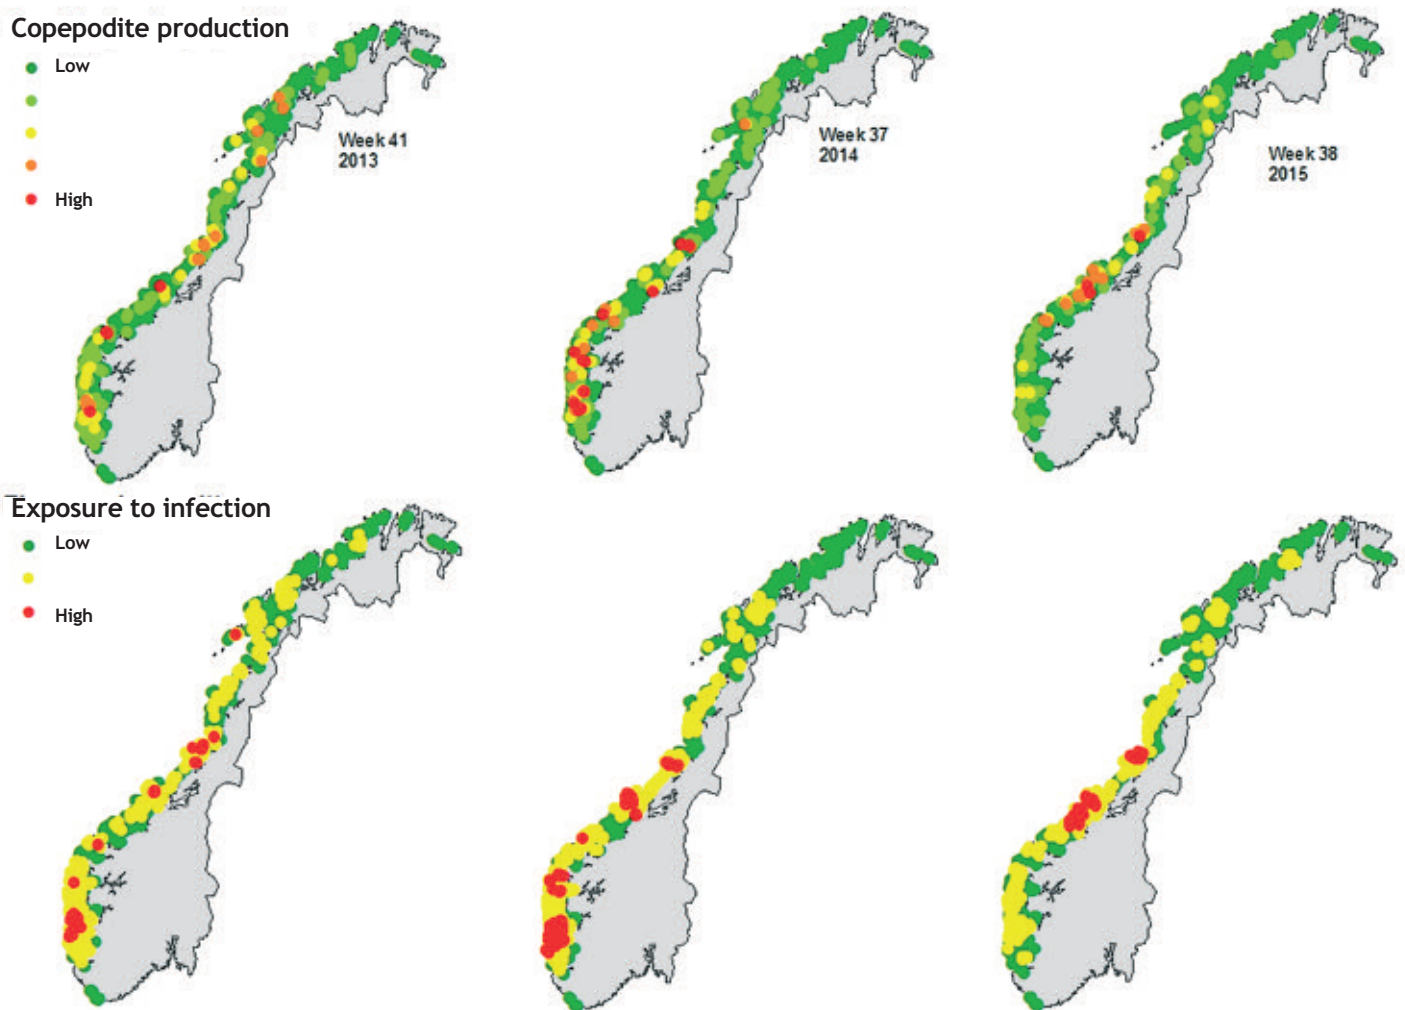 Copepodite production
Low
High
Week 41
2013
Week 37
2014
Week 38
2015
Exposure to infection
Low
High